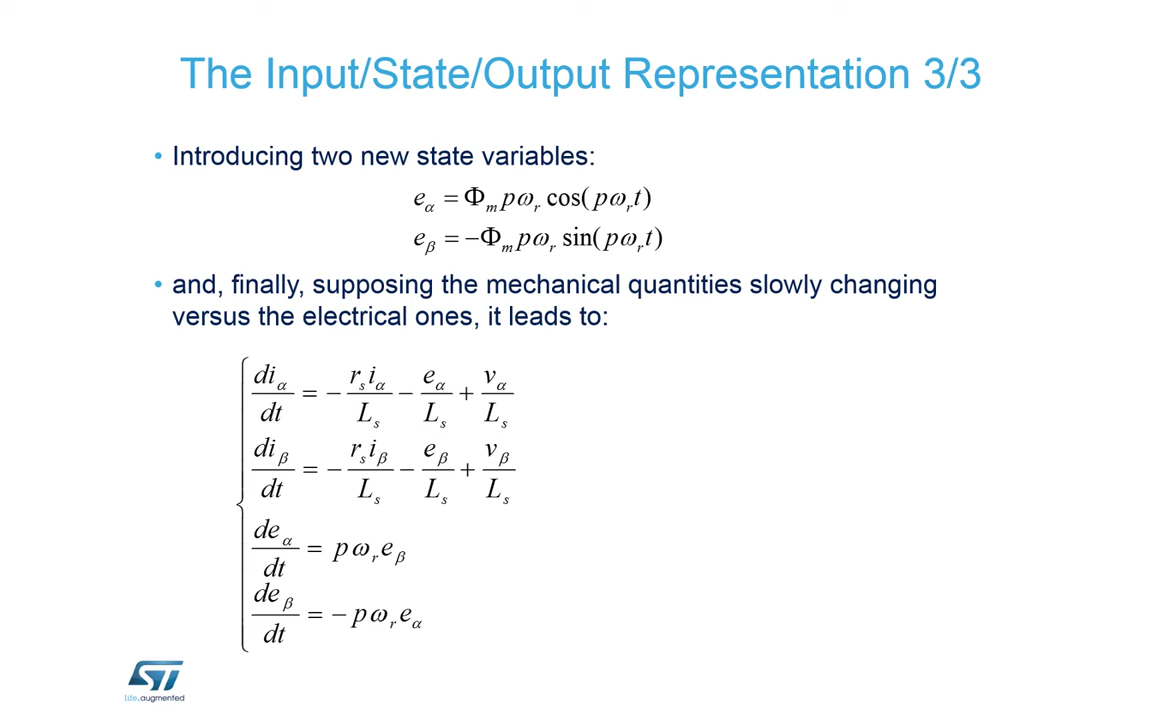 The Input/State/Output Representation 3/3
• Introducing two new state variables:
e_α = Φ_m pω_r cos(pω_r t)
e_β = −Φ_m pω_r sin(pω_r t)
• and, finally, supposing the mechanical quantities slowly changing
versus the electrical ones, it leads to:
di_α/dt = − r_s i_α/L_s − e_α/L_s + v_α/L_s
di_β/dt = − r_s i_β/L_s − e_β/L_s + v_β/L_s
de_α/dt = pω_r e_β
de_β/dt = − pω_r e_α
ST
life.augmented